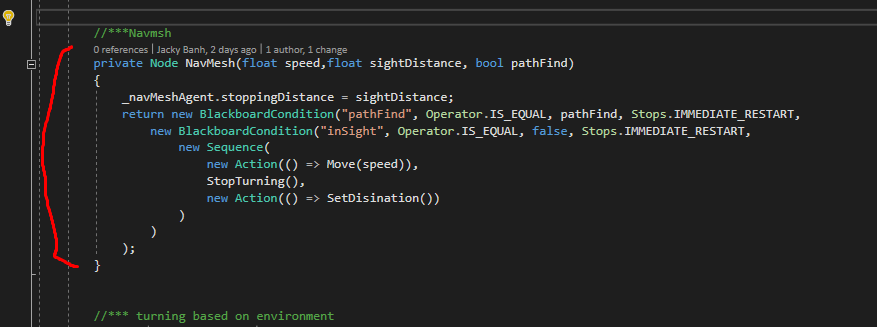 //***Navmsh
0 references | Jacky Banh, 2 days ago | 1 author, 1 change
private Node NavMesh(float speed,float sightDistance, bool pathFind)
{
_navMeshAgent.stoppingDistance = sightDistance;
return new BlackboardCondition("pathFind", Operator.IS_EQUAL, pathFind, Stops.IMMEDIATE_RESTART,
new BlackboardCondition("inSight", Operator.IS_EQUAL, false, Stops.IMMEDIATE_RESTART,
new Sequence(
new Action(() => Move(speed)),
StopTurning(),
new Action(() => SetDisination())
)
)
);
}
//*** turning based on environment